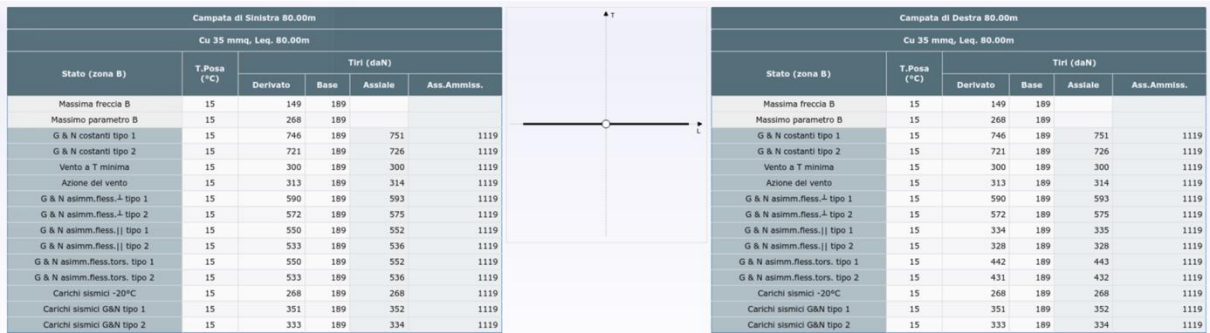 Campata di Sinistra 80.00m
Cu 35 mmq, Leq. 80.00m
Stato (zona B) T.Posa (°C) Tiri (daN)
Derivato Base Assiale Ass.Ammiss.
Massima freccia B 15 149 189
Massimo parametro B 15 268 189
G & N costanti tipo 1 15 746 189 751 1119
G & N costanti tipo 2 15 721 189 726 1119
Vento a T minima 15 300 189 300 1119
Azione del vento 15 313 189 314 1119
G & N asimm.fless.┴ tipo 1 15 590 189 593 1119
G & N asimm.fless.┴ tipo 2 15 572 189 575 1119
G & N asimm.fless.|| tipo 1 15 550 189 552 1119
G & N asimm.fless.|| tipo 2 15 533 189 536 1119
G & N asimm.fless.tors. tipo 1 15 550 189 552 1119
G & N asimm.fless.tors. tipo 2 15 533 189 536 1119
Carichi sismici -20°C 15 268 189 268 1119
Carichi sismici G&N tipo 1 15 351 189 352 1119
Carichi sismici G&N tipo 2 15 333 189 334 1119
T
L
Campata di Destra 80.00m
Cu 35 mmq, Leq. 80.00m
Stato (zona B) T.Posa (°C) Tiri (daN)
Derivato Base Assiale Ass.Ammiss.
Massima freccia B 15 149 189
Massimo parametro B 15 268 189
G & N costanti tipo 1 15 746 189 751 1119
G & N costanti tipo 2 15 721 189 726 1119
Vento a T minima 15 300 189 300 1119
Azione del vento 15 313 189 314 1119
G & N asimm.fless.┴ tipo 1 15 590 189 593 1119
G & N asimm.fless.┴ tipo 2 15 572 189 575 1119
G & N asimm.fless.|| tipo 1 15 334 189 335 1119
G & N asimm.fless.|| tipo 2 15 328 189 328 1119
G & N asimm.fless.tors. tipo 1 15 442 189 443 1119
G & N asimm.fless.tors. tipo 2 15 431 189 432 1119
Carichi sismici -20°C 15 268 189 268 1119
Carichi sismici G&N tipo 1 15 351 189 352 1119
Carichi sismici G&N tipo 2 15 333 189 334 1119